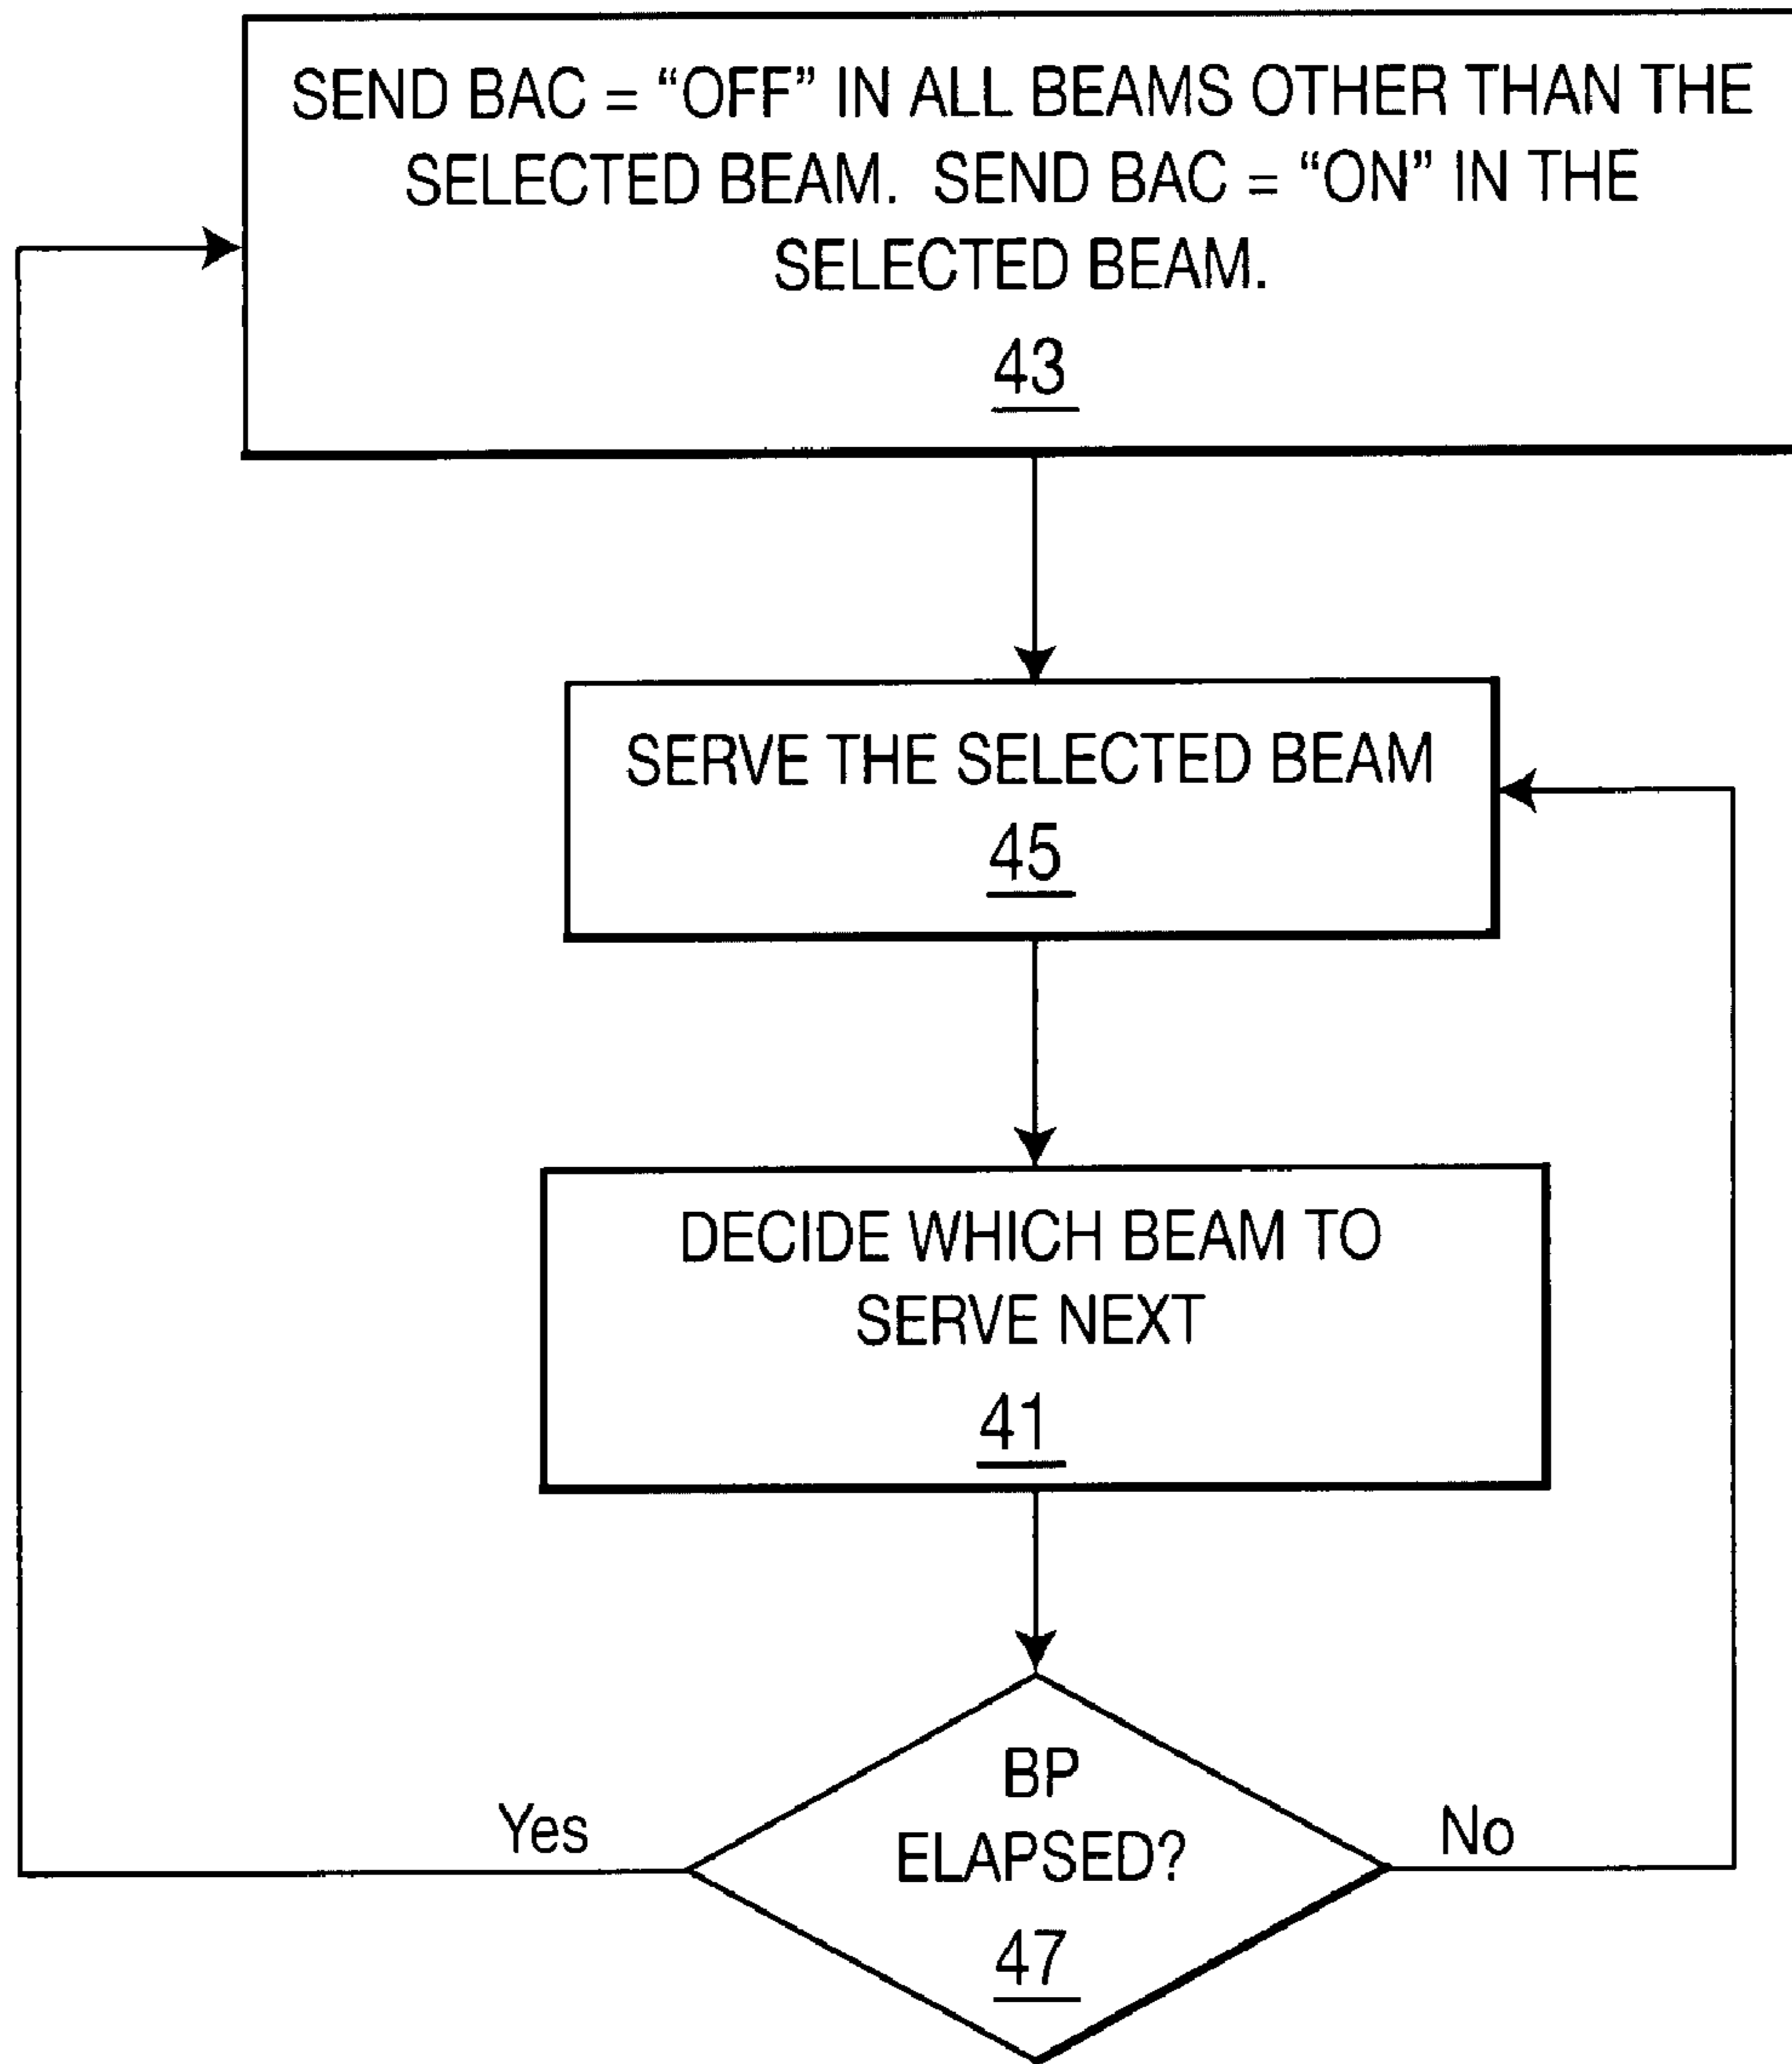 SEND BAC = “OFF” IN ALL BEAMS OTHER THAN THE
SELECTED BEAM. SEND BAC = “ON” IN THE
SELECTED BEAM.
43
SERVE THE SELECTED BEAM
45
DECIDE WHICH BEAM TO
SERVE NEXT
41
BP
ELAPSED?
47
Yes
No